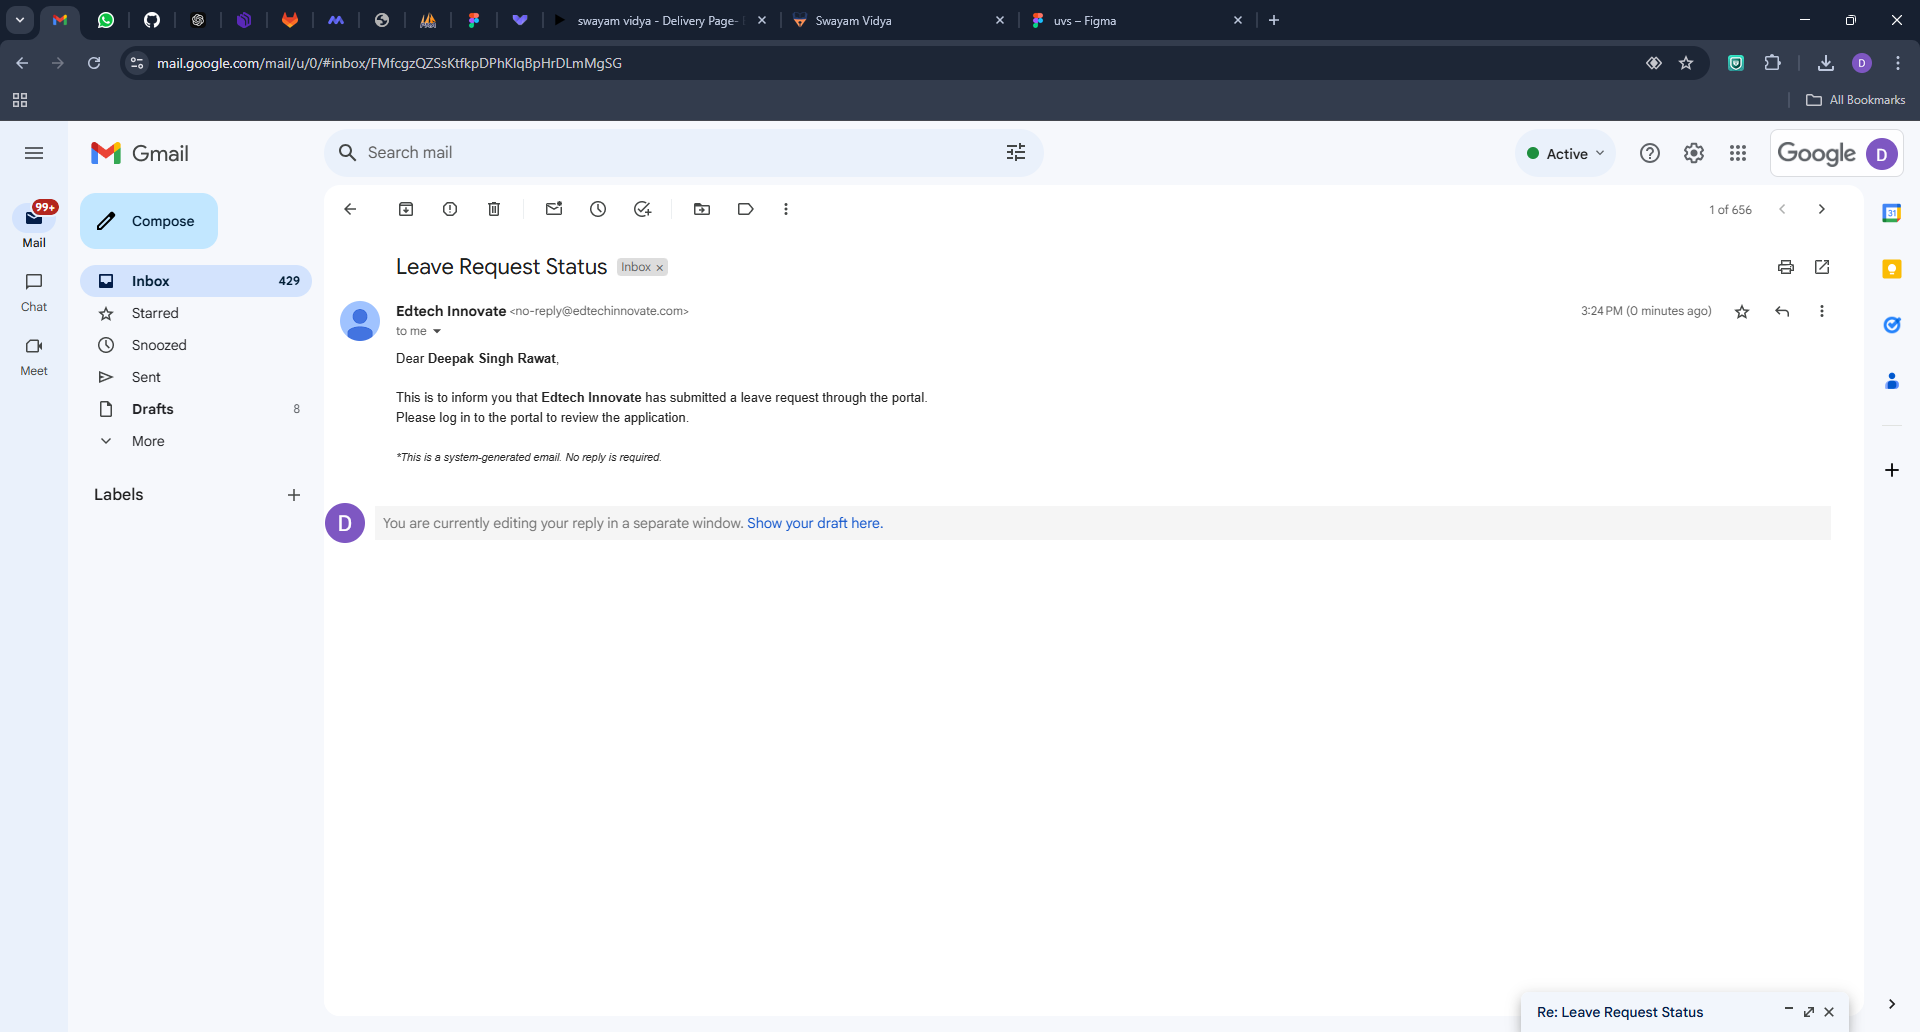 swayam vidya - Delivery Page-
Swayam Vidya
uvs – Figma
mail.google.com/mail/u/0/#inbox/FMfcgzQZSsKtfkpDPhKlqBpHrDLmMgSG
D
All Bookmarks
Gmail
Search mail
Active
Google
D
99+
Mail
Compose
1 of 656
31
Inbox
429
Leave Request Status
Inbox
Chat
Starred
Edtech Innovate <no-reply@edtechinnovate.com>
3:24 PM (0 minutes ago)
to me
Snoozed
Dear Deepak Singh Rawat,
Meet
Sent
This is to inform you that Edtech Innovate has submitted a leave request through the portal.
Drafts
8
Please log in to the portal to review the application.
More
*This is a system-generated email. No reply is required.
Labels
D
You are currently editing your reply in a separate window. Show your draft here.
Re: Leave Request Status